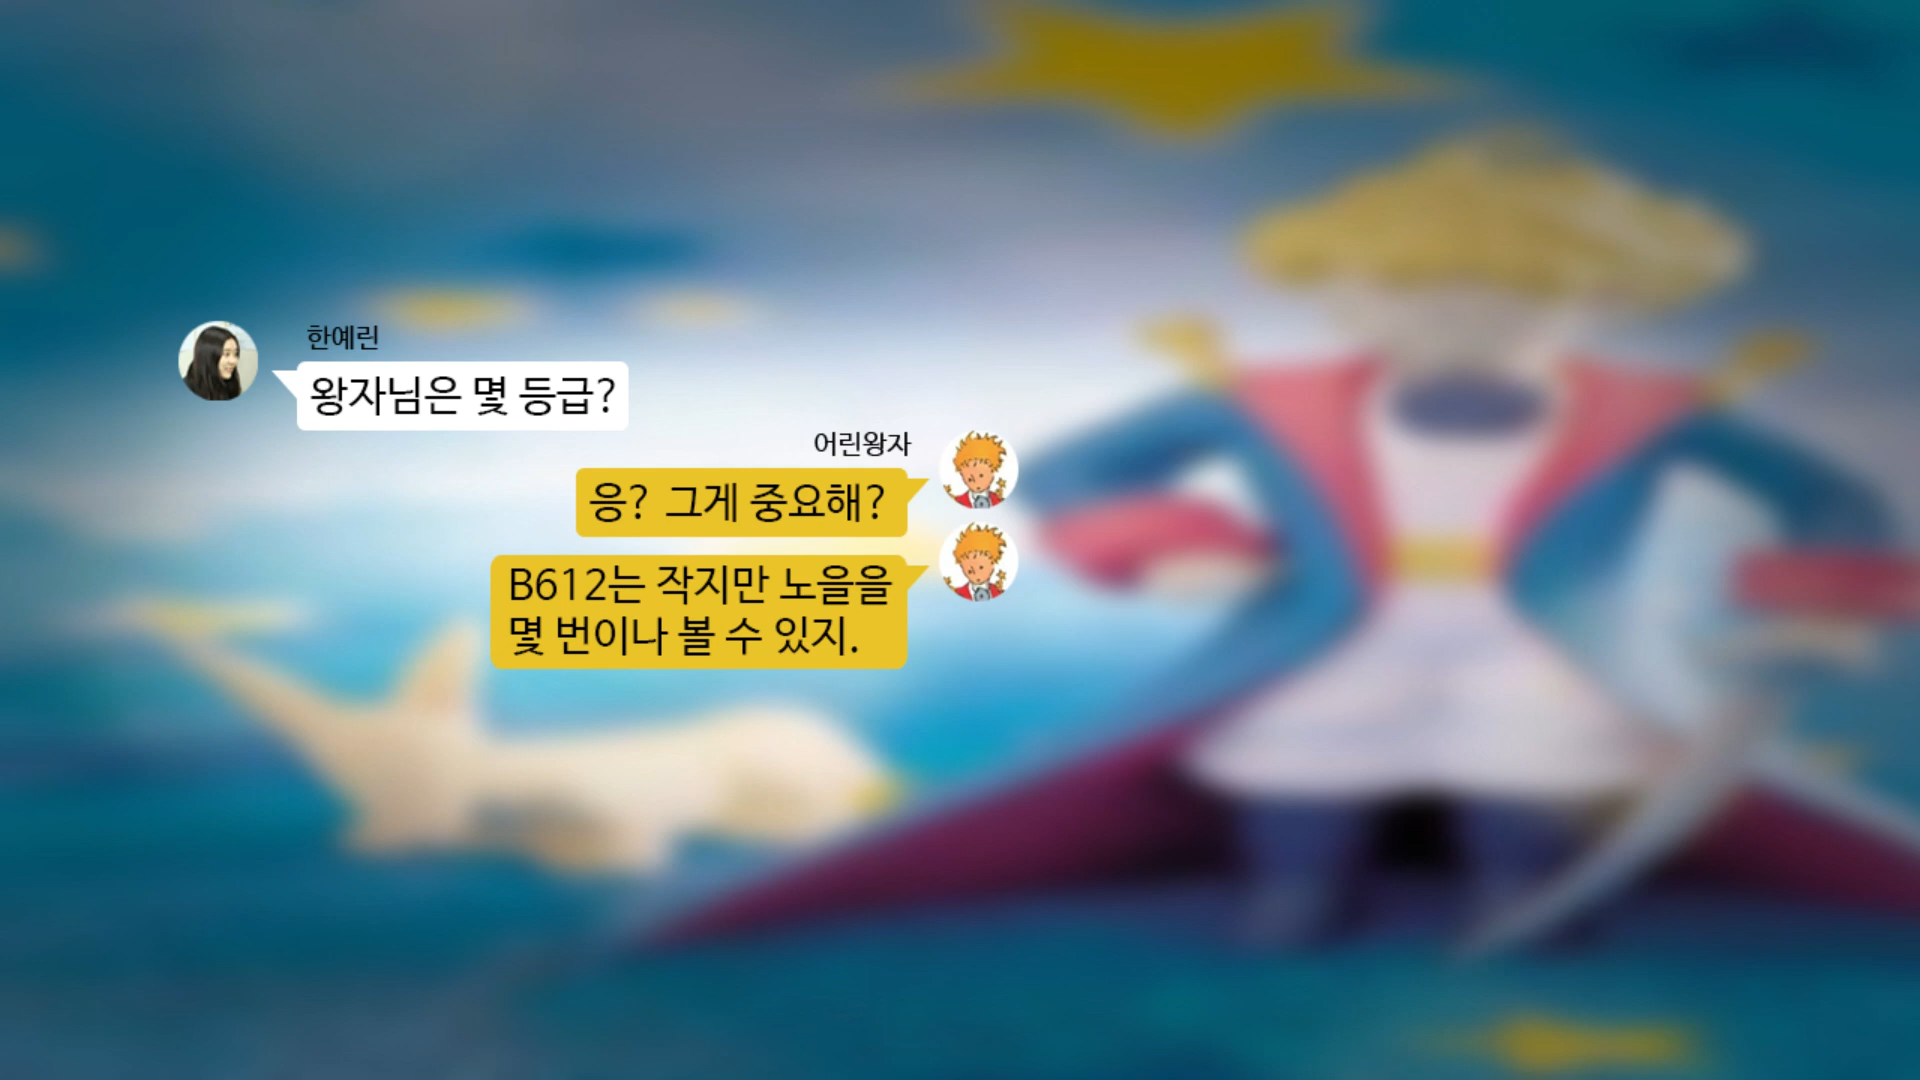 한예린
왕자님은 몇 등급?
어린왕자
응? 그게 중요해?
B612는 작지만 노을을
몇 번이나 볼 수 있지.